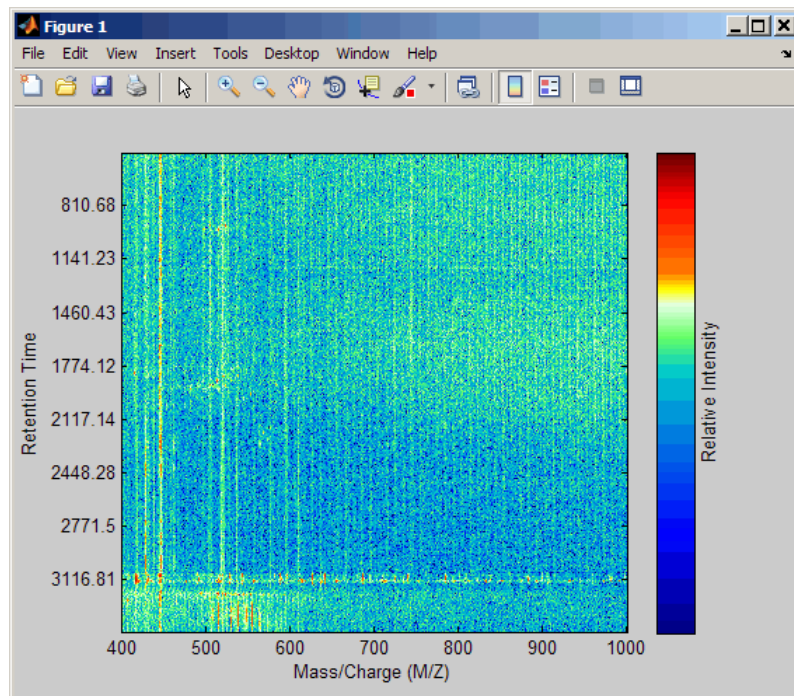 Figure 1
File Edit View Insert Tools Desktop Window Help
810.68
1141.23
1460.43
1774.12
2117.14
2448.28
2771.5
3116.81
Retention Time
400 500 600 700 800 900 1000
Mass/Charge (M/Z)
Relative Intensity